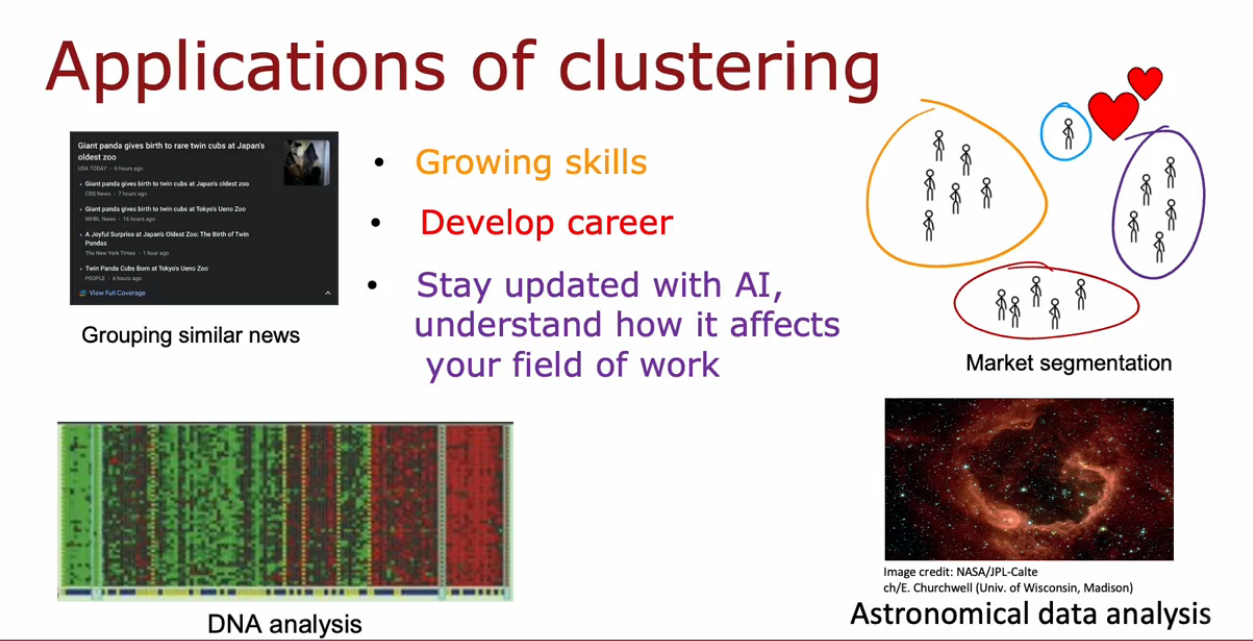 Applications of clustering
Giant panda gives birth to rare twin cubs at Japan's
oldest zoo
USA TODAY · 6 hours ago
• Giant panda gives birth to twin cubs at Japan's oldest zoo
CBS News · 7 hours ago
• Giant panda gives birth to twin cubs at Tokyo's Ueno Zoo
WHBL News · 16 hours ago
• A Joyful Surprise at Japan's Oldest Zoo: The Birth of Twin
Pandas
The New York Times · 1 hour ago
• Twin Panda Cubs Born at Tokyo's Ueno Zoo
PEOPLE · 6 hours ago
View Full Coverage
Grouping similar news
• Growing skills
• Develop career
• Stay updated with AI,
understand how it affects
your field of work
Market segmentation
DNA analysis
Image credit: NASA/JPL-Calte
ch/E. Churchwell (Univ. of Wisconsin, Madison)
Astronomical data analysis